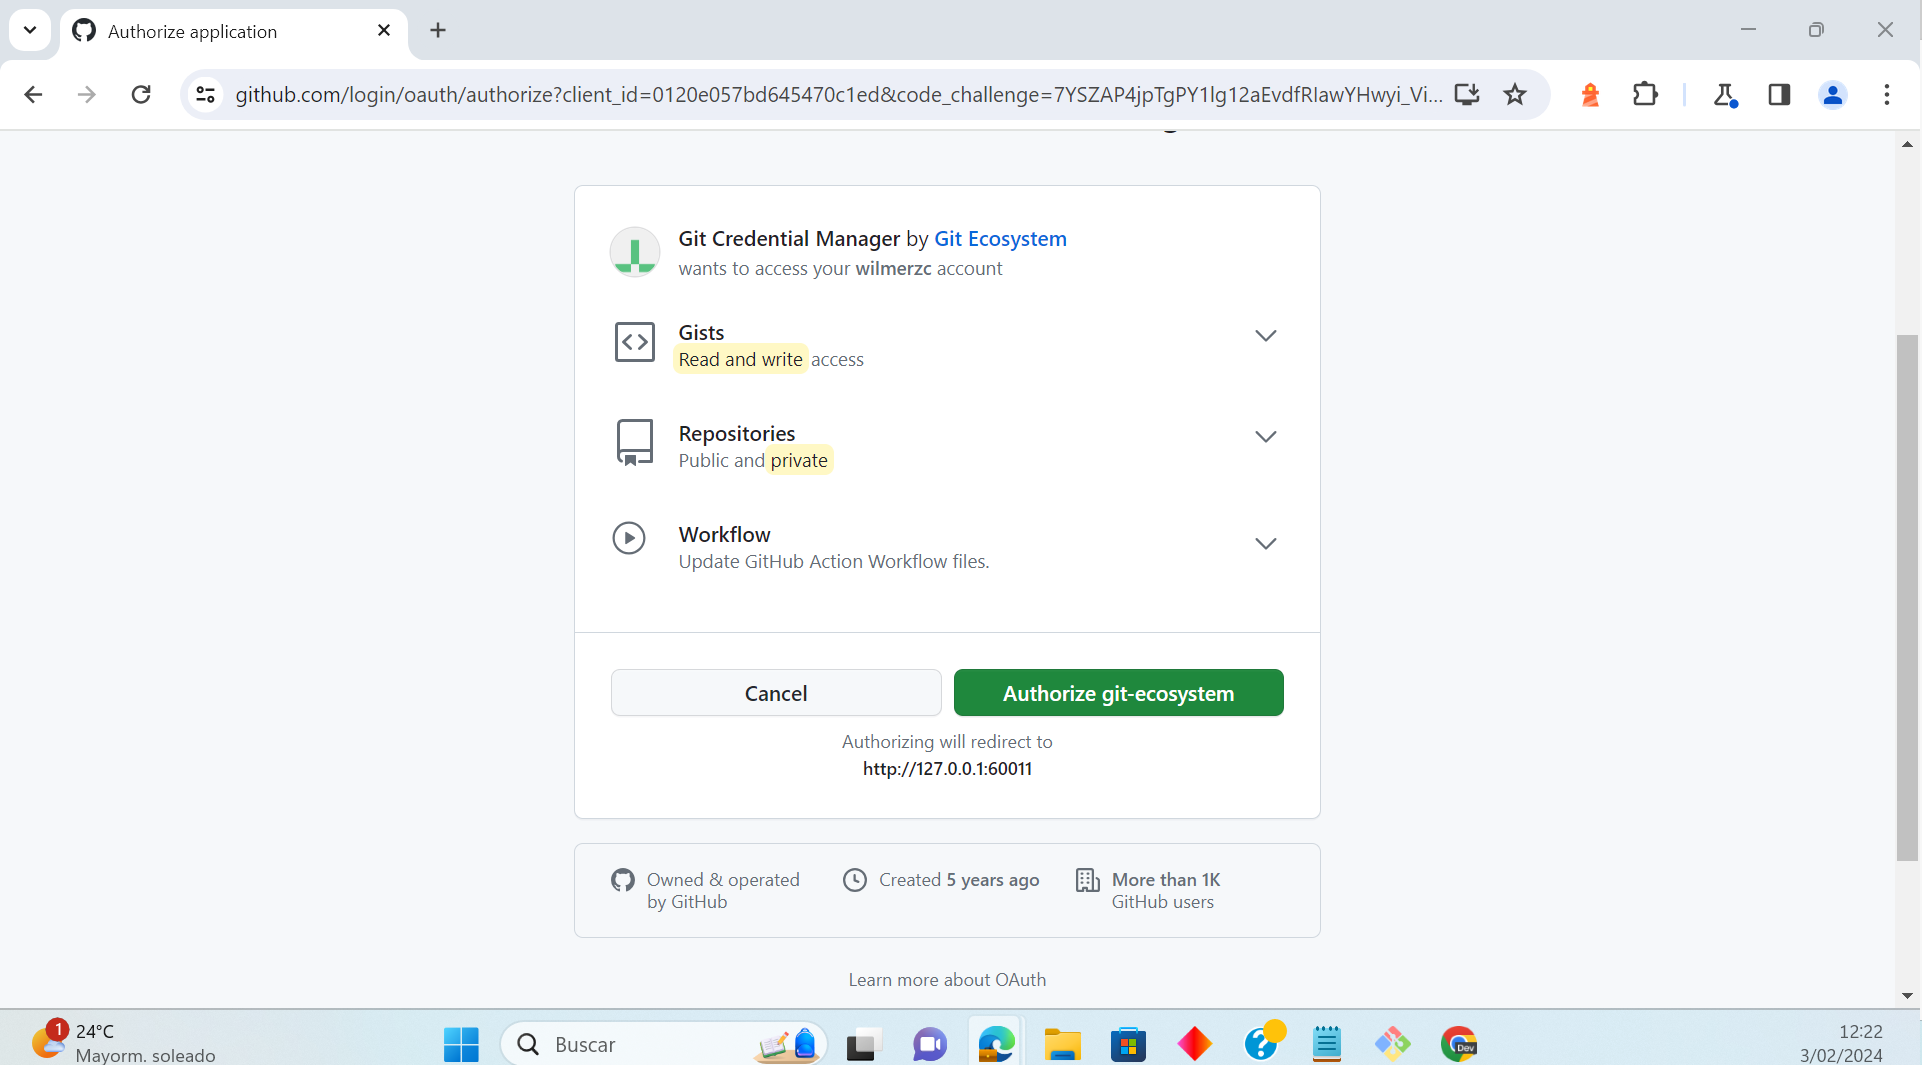 Authorize application
github.com/login/oauth/authorize?client_id=0120e057bd645470c1ed&code_challenge=7YSZAP4jpTgPY1lg12aEvdfRIawYHwyi_Vi...
Git Credential Manager by Git Ecosystem
wants to access your wilmerzc account
Gists
Read and write access
Repositories
Public and private
Workflow
Update GitHub Action Workflow files.
Cancel
Authorize git-ecosystem
Authorizing will redirect to
http://127.0.0.1:60011
Owned & operated
by GitHub
Created 5 years ago
More than 1K
GitHub users
Learn more about OAuth
1
24°C
Mayorm. soleado
Buscar
Dev
12:22
3/02/2024